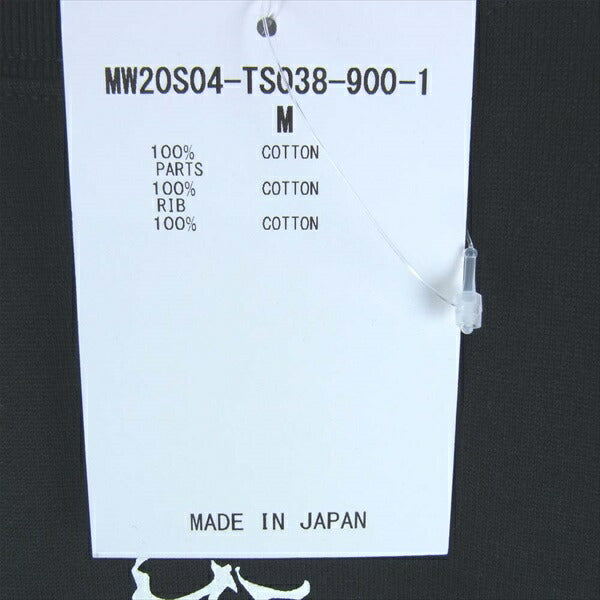 MW20S04-TS038-900-1
M
100% COTTON
PARTS
100% COTTON
RIB
100% COTTON
MADE IN JAPAN